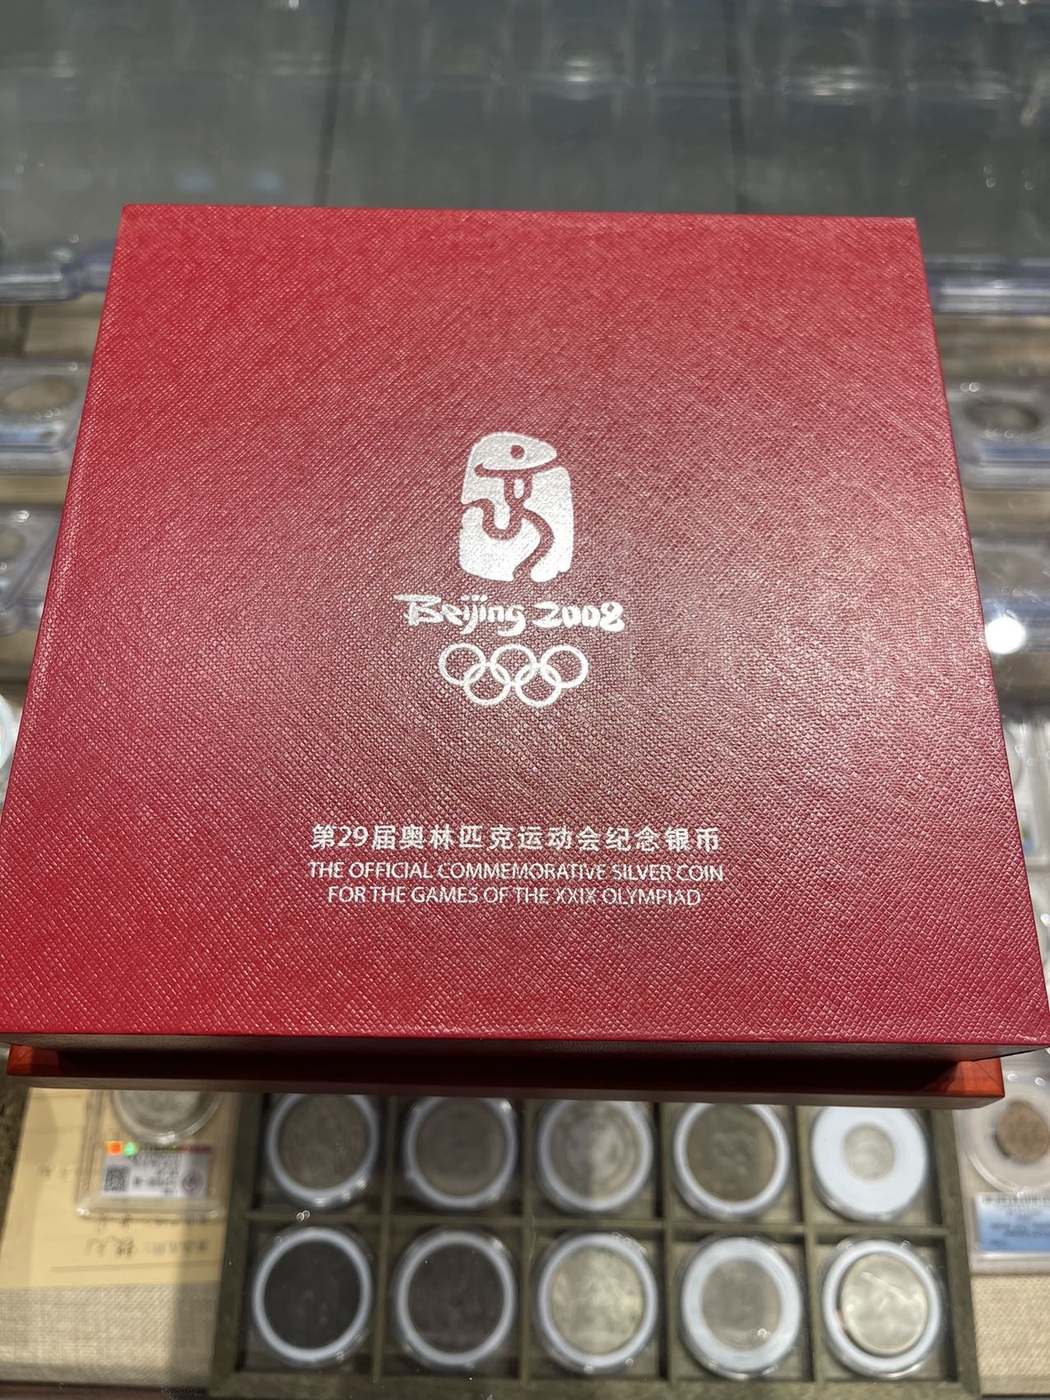 Beijing 2008
第29届奥林匹克运动会纪念银币
THE OFFICIAL COMMEMORATIVE SILVER COIN
FOR THE GAMES OF THE XXIX OLYMPIAD